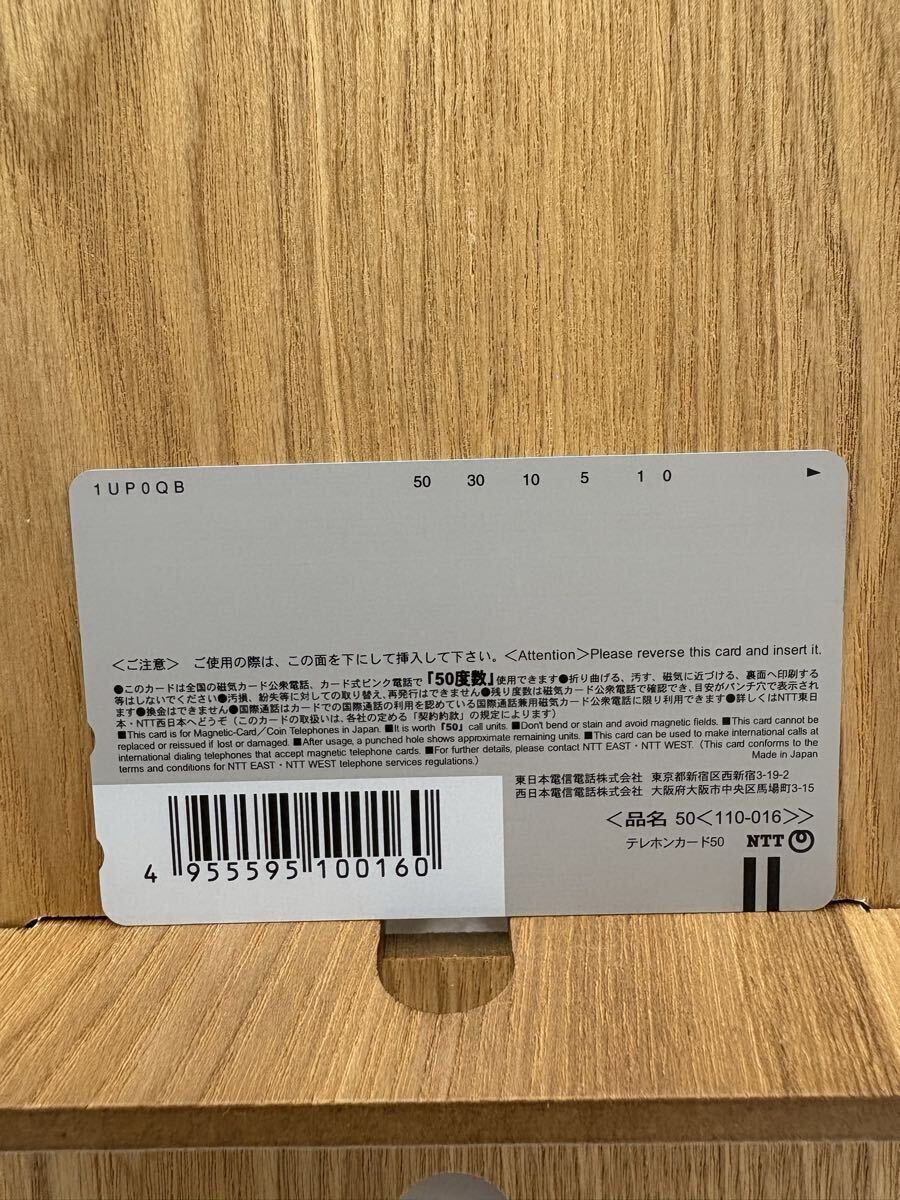 1UP0QB 50 30 10 5 1 0 ▶
＜ご注意＞ ご使用の際は、この面を下にして挿入して下さい。＜Attention＞Please reverse this card and insert it.
●このカードは全国の磁気カード公衆電話、カード式ピンク電話で『50度数』使用できます●折り曲げる、汚す、磁気に近づける、裏面へ印刷する
等はしないでください●汚損、紛失等に対しての取り替え、再発行はできません●残り度数は磁気カード公衆電話で確認でき、目安がパンチ穴で表示され
ます●換金はできません●国際通話はカードでの国際通話の利用を認めている国際通話兼用磁気カード公衆電話に限り利用できます●詳しくはNTT東日
本・NTT西日本へどうぞ（このカードの取扱いは、各社の定める「契約約款」の規定によります）
■This card is for Magnetic-Card／Coin Telephones in Japan. ■It is worth『50』call units. ■Don't bend or stain and avoid magnetic fields. ■This card cannot be
replaced or reissued if lost or damaged. ■After usage, a punched hole shows approximate remaining units. ■This card can be used to make international calls at
international dialing telephones that accept magnetic telephone cards. ■For further details, please contact NTT EAST・NTT WEST. (This card conforms to the
terms and conditions for NTT EAST・NTT WEST telephone services regulations.) Made in Japan
東日本電信電話株式会社 東京都新宿区西新宿3-19-2
西日本電信電話株式会社 大阪府大阪市中央区馬場町3-15
＜品名 50＜110-016＞＞
テレホンカード50 NTT
4 955595 100160